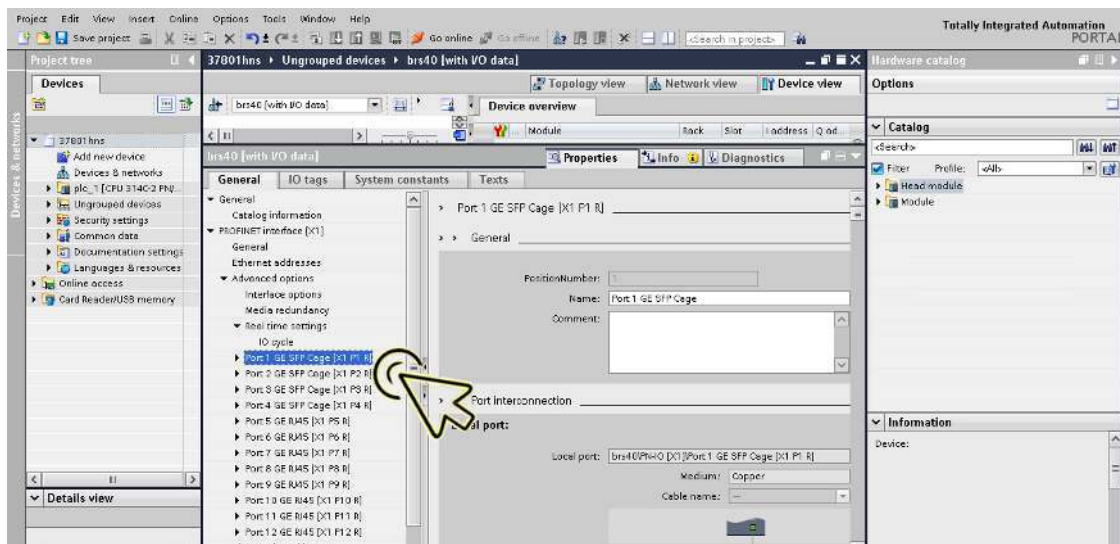 Project Edit View Insert Online Options Tools Window Help
Totally Integrated Automation
PORTAL
Save project Go online Go offline <Search in project>
Project tree
37801hns Ungrouped devices brs40 [with I/O data]
Hardware catalog
Devices
Topology view Network view Device view
Options
brs40 [with I/O data]
Device overview
Module Rack Slot I address Q ad...
Catalog
<Search>
Filter Profile: <All>
Head module
Module
Devices & networks
37801hns
Add new device
Devices & networks
plc_1 [CPU 314C-2 PN/...
Ungrouped devices
Security settings
Common data
Documentation settings
Languages & resources
Online access
Card Reader/USB memory
Details view
brs40 [with I/O data]
Properties Info Diagnostics
General IO tags System constants Texts
General
Catalog information
PROFINET interface [X1]
General
Ethernet addresses
Advanced options
Interface options
Media redundancy
Real time settings
IO cycle
Port 1 GE SFP Cage [X1 P1 R]
Port 2 GE SFP Cage [X1 P2 R]
Port 3 GE SFP Cage [X1 P3 R]
Port 4 GE SFP Cage [X1 P4 R]
Port 5 GE RJ45 [X1 P5 R]
Port 6 GE RJ45 [X1 P6 R]
Port 7 GE RJ45 [X1 P7 R]
Port 8 GE RJ45 [X1 P8 R]
Port 9 GE RJ45 [X1 P9 R]
Port 10 GE RJ45 [X1 P10 R]
Port 11 GE RJ45 [X1 P11 R]
Port 12 GE RJ45 [X1 P12 R]
Port 1 GE SFP Cage [X1 P1 R]
General
PositionNumber: 1
Name: Port 1 GE SFP Cage
Comment:
Port interconnection
Local port:
Local port: brs40\PN-IO [X1]\Port 1 GE SFP Cage [X1 P1 R]
Medium: Copper
Cable name: ---
Information
Device: